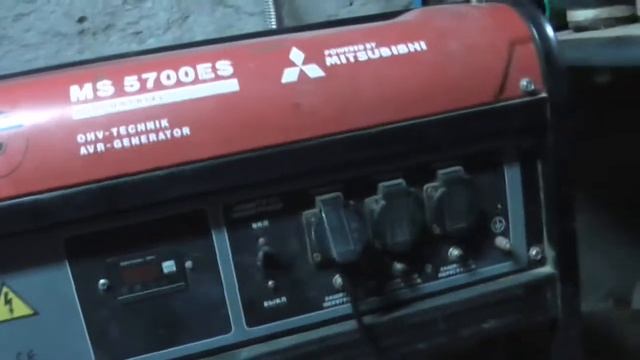 MS 5700ES
POWERED BY
MITSUBISHI
OHV-TECHNIK
AVR-GENERATOR
ВКЛ
ВЫКЛ